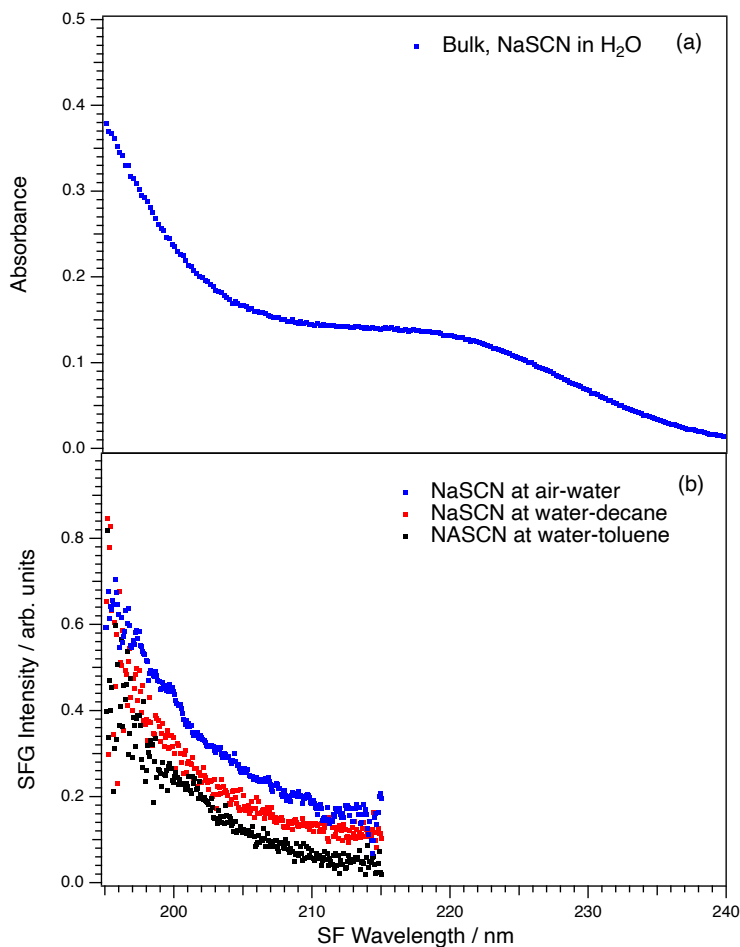 0.5
Bulk, NaSCN in H2O (a)
0.4
0.3
Absorbance
0.2
0.1
0.0
NaSCN at air-water (b)
NaSCN at water-decane
NASCN at water-toluene
0.8
0.6
SFG Intensity / arb. units
0.4
0.2
0.0
200 210 220 230 240
SF Wavelength / nm